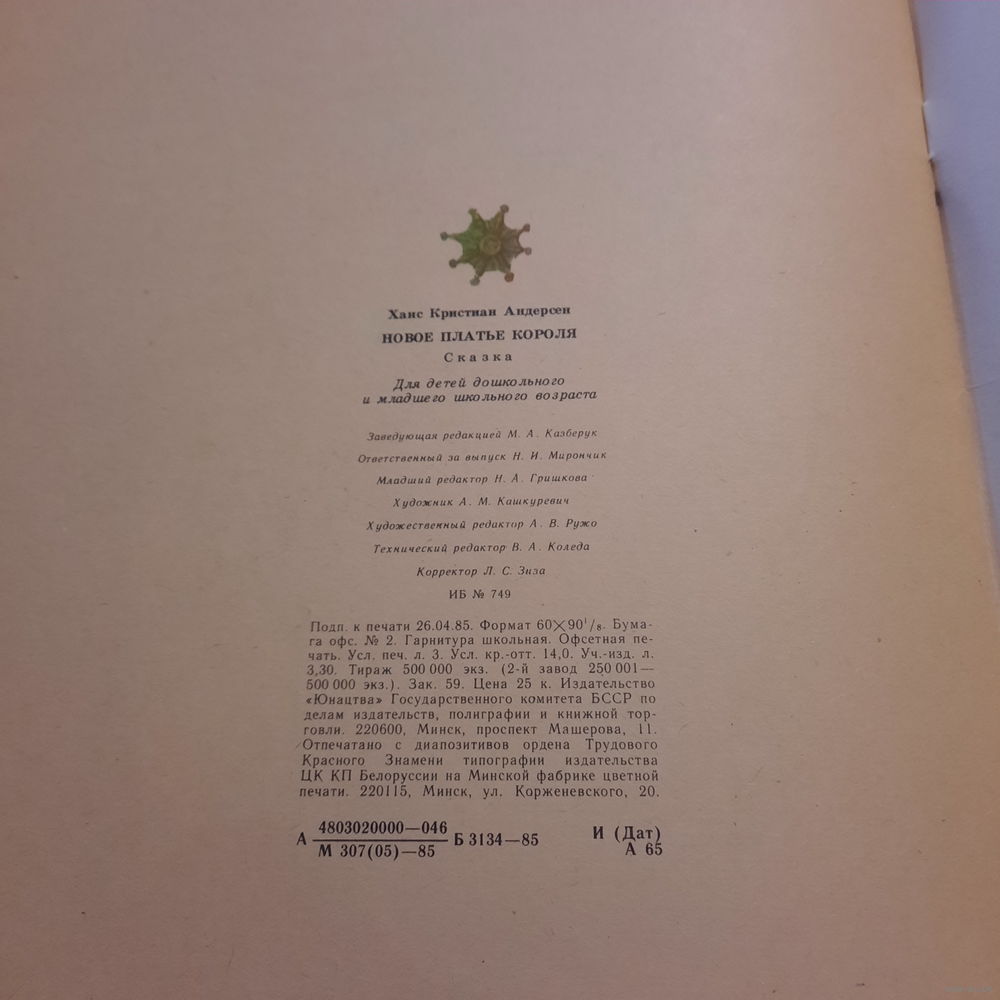 Ханс Кристиан Андерсен
НОВОЕ ПЛАТЬЕ КОРОЛЯ
Сказка
Для детей дошкольного
и младшего школьного возраста
Заведующая редакцией М. А. Казберук
Ответственный за выпуск Н. И. Мирончик
Младший редактор Н. А. Гришкова
Художник А. М. Кашкуревич
Художественный редактор А. В. Ружо
Технический редактор В. А. Коледа
Корректор Л. С. Зиза
ИБ № 749
Подп. к печати 26.04.85. Формат 60×90¹/₈. Бума-
га офс. № 2. Гарнитура школьная. Офсетная пе-
чать. Усл. печ. л. 3. Усл. кр.-отт. 14,0. Уч.-изд. л.
3,30. Тираж 500 000 экз. (2-й завод 250 001—
500 000 экз.). Зак. 59. Цена 25 к. Издательство
«Юнацтва» Государственного комитета БССР по
делам издательств, полиграфии и книжной тор-
говли. 220600, Минск, проспект Машерова, 11.
Отпечатано с диапозитивов ордена Трудового
Красного Знамени типографии издательства
ЦК КП Белоруссии на Минской фабрике цветной
печати. 220115, Минск, ул. Корженевского, 20.
А 4803020000—046 Б 3134—85 И (Дат)
М 307(05)—85 А 65